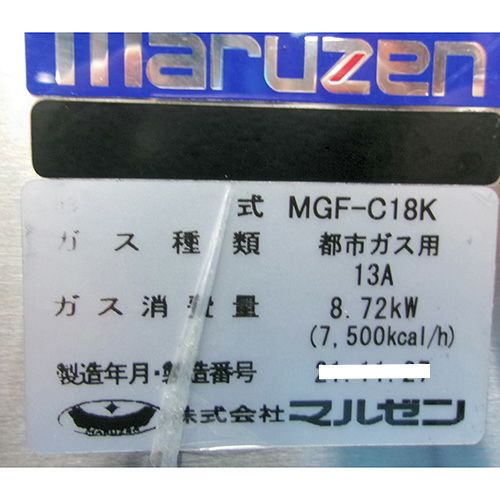 maruzen
式 MGF-C18K
ガス種類 都市ガス用
13A
ガス消費量 8.72kW
(7,500kcal/h)
製造年月・製造番号
株式会社 マルゼン